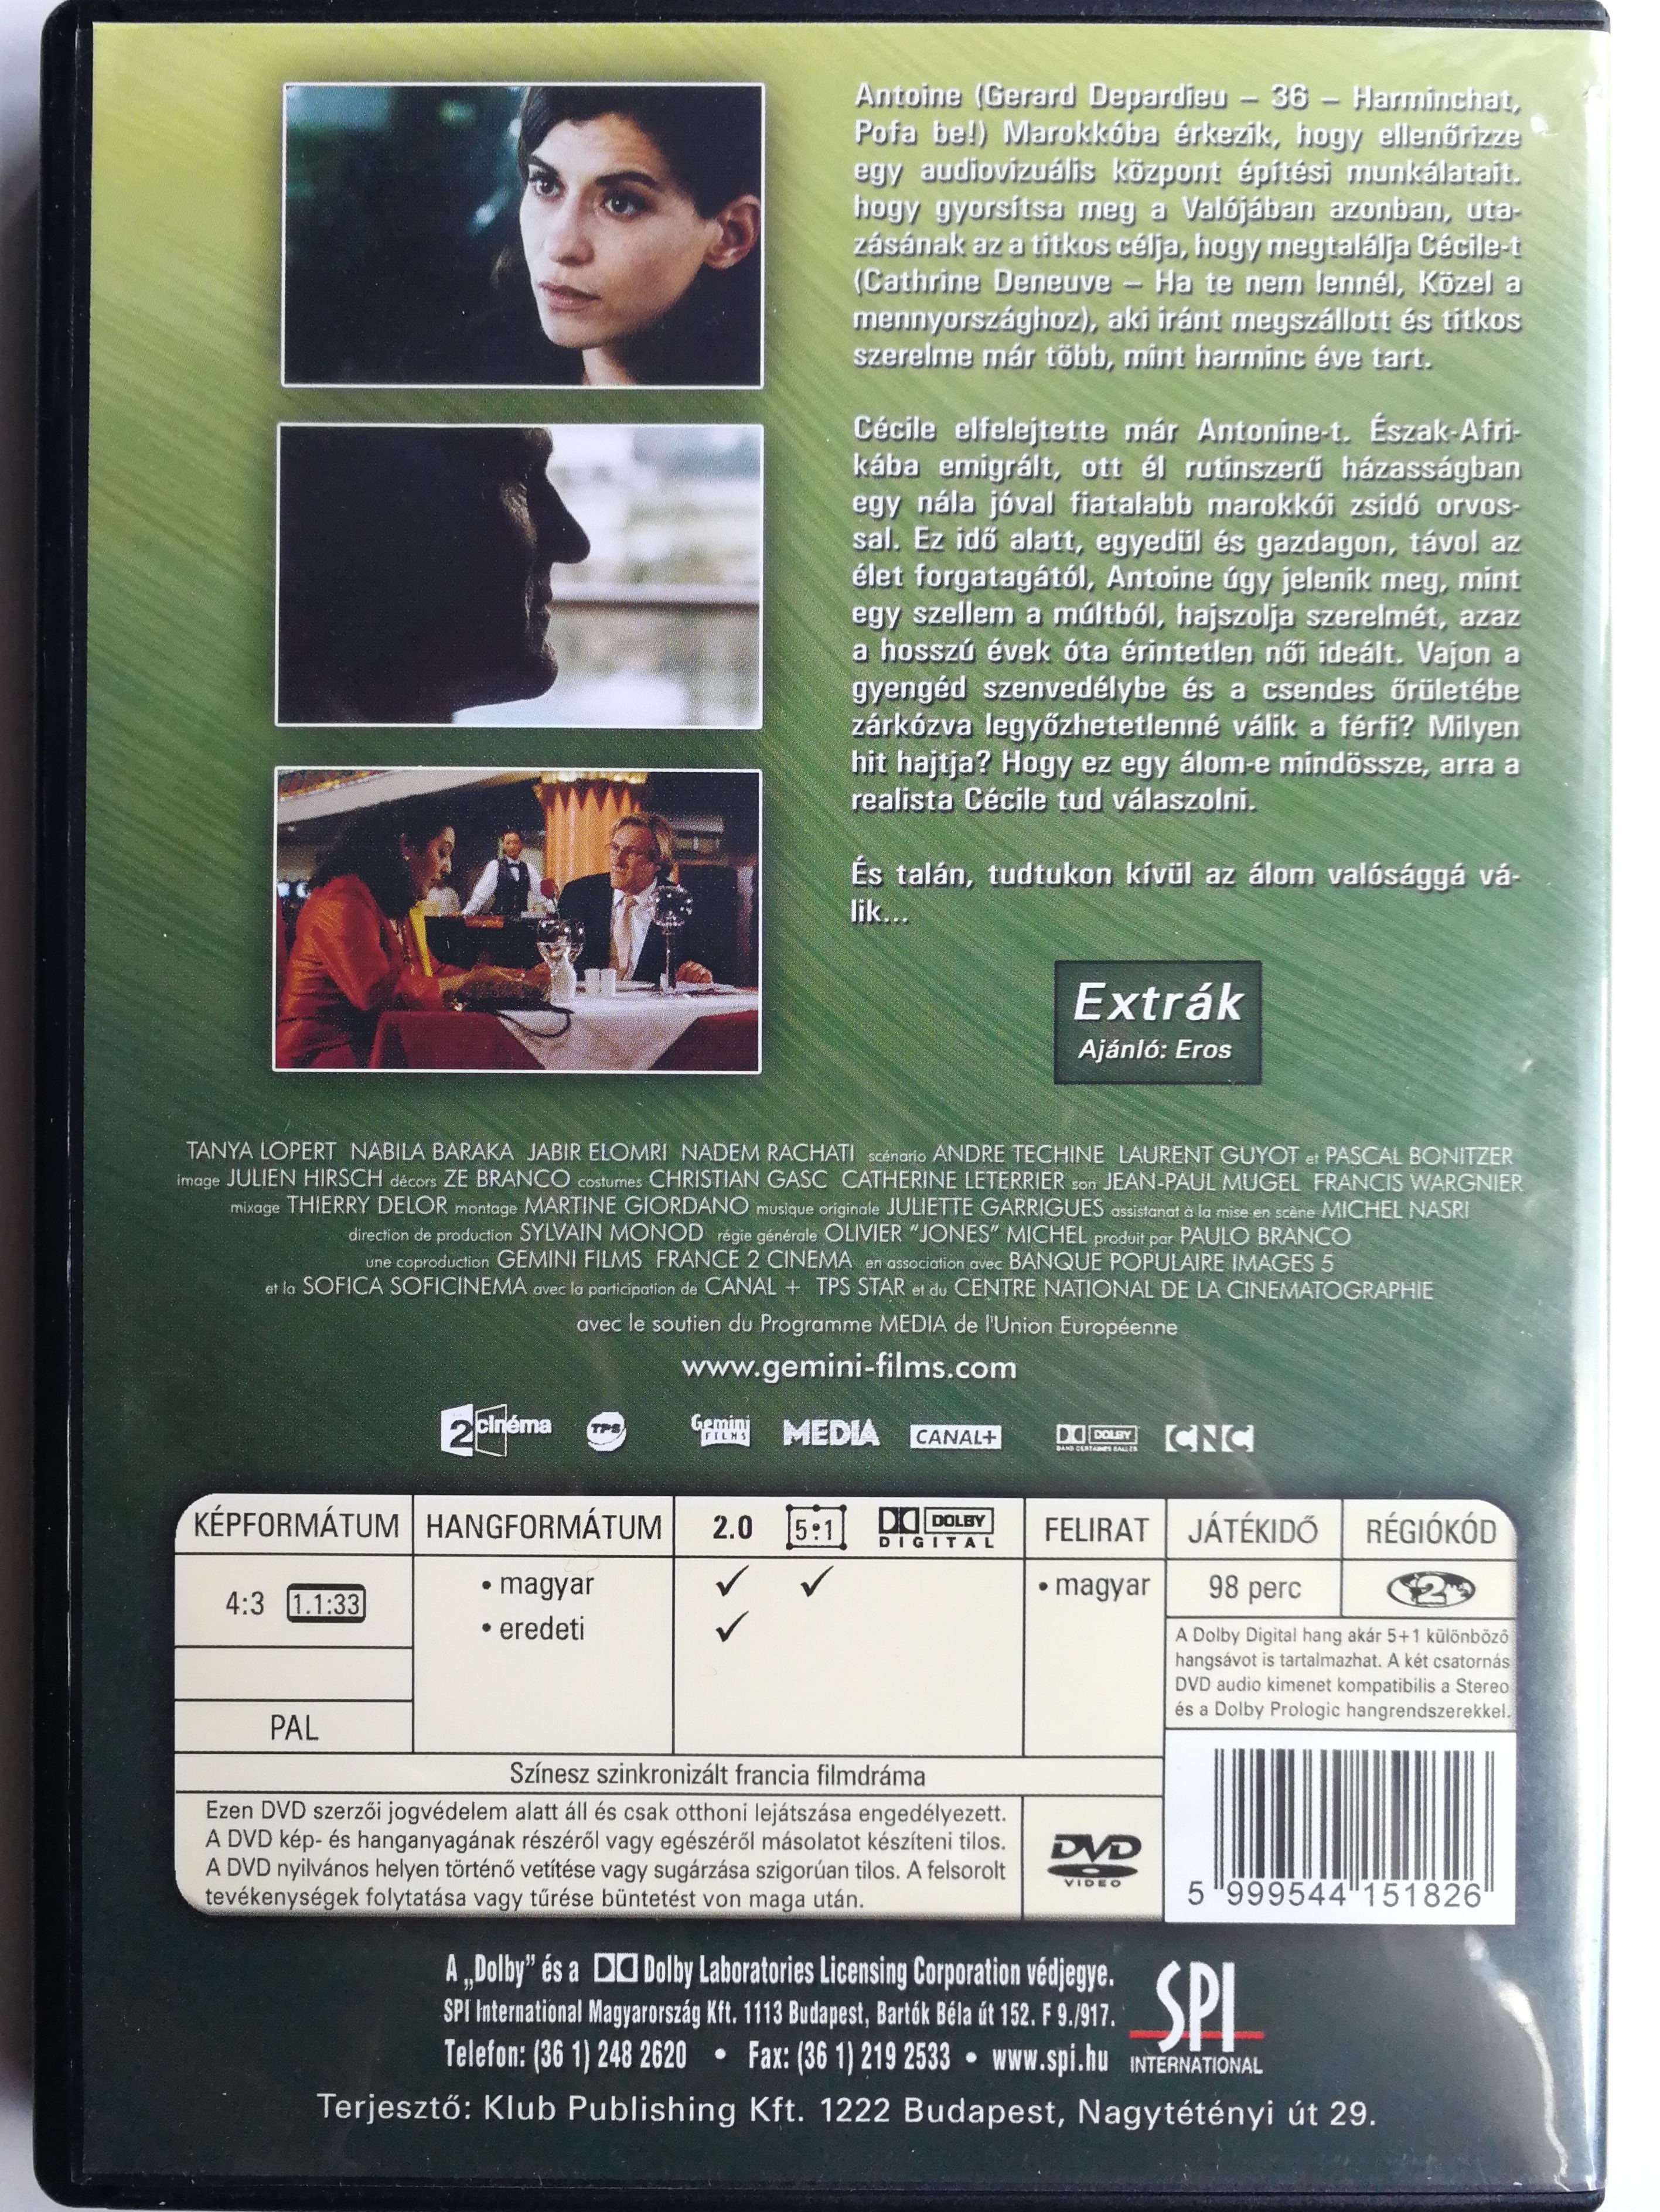 Antoine (Gerard Depardieu – 36 – Harminchat,
Pofa be!) Marokkóba érkezik, hogy ellenőrizze
egy audiovizuális központ építési munkálatait.
hogy gyorsítsa meg a Valójában azonban, uta-
zásának az a titkos célja, hogy megtalálja Cécile-t
(Cathrine Deneuve – Ha te nem lennél, Közel a
mennyországhoz), aki iránt megszállott és titkos
szerelme már több, mint harminc éve tart.
Cécile elfelejtette már Antonine-t. Észak-Afri-
kába emigrált, ott él rutinszerű házasságban
egy nála jóval fiatalabb marokkói zsidó orvos-
sal. Ez idő alatt, egyedül és gazdagon, távol az
élet forgatagától, Antoine úgy jelenik meg, mint
egy szellem a múltból, hajszolja szerelmét, azaz
a hosszú évek óta érintetlen női ideált. Vajon a
gyengéd szenvedélybe és a csendes őrületébe
zárkózva legyőzhetetlenné válik a férfi? Milyen
hit hajtja? Hogy ez egy álom-e mindössze, arra a
realista Cécile tud válaszolni.
És talán, tudtukon kívül az álom valósággá vá-
lik...
Extrák
Ajánló: Eros
TANYA LOPERT NABILA BARAKA JABIR ELOMRI NADEM RACHATI scénario ANDRE TECHINE LAURENT GUYOT et PASCAL BONITZER
image JULIEN HIRSCH décors ZE BRANCO costumes CHRISTIAN GASC CATHERINE LETERRIER son JEAN-PAUL MUGEL FRANCIS WARGNIER
mixage THIERRY DELOR montage MARTINE GIORDANO musique originale JULIETTE GARRIGUES assistanat à la mise en scène MICHEL NASRI
direction de production SYLVAIN MONOD régie générale OLIVIER “JONES” MICHEL produit par PAULO BRANCO
une coproduction GEMINI FILMS FRANCE 2 CINEMA en association avec BANQUE POPULAIRE IMAGES 5
et la SOFICA SOFICINEMA avec la participation de CANAL + TPS STAR et du CENTRE NATIONAL DE LA CINEMATOGRAPHIE
avec le soutien du Programme MEDIA de l'Union Européenne
www.gemini-films.com
2 cinéma TPS Gemini FILMS MEDIA CANAL+ DOLBY CNC
KÉPFORMÁTUM HANGFORMÁTUM 2.0 5•1 DOLBY DIGITAL FELIRAT JÁTÉKIDŐ RÉGIÓKÓD
4:3 1.1:33 • magyar ✓ ✓ • magyar 98 perc 2
• eredeti ✓
PAL
A Dolby Digital hang akár 5+1 különböző
hangsávot is tartalmazhat. A két csatornás
DVD audio kimenet kompatibilis a Stereo
és a Dolby Prologic hangrendszerekkel.
Színesz szinkronizált francia filmdráma
Ezen DVD szerzői jogvédelem alatt áll és csak otthoni lejátszása engedélyezett.
A DVD kép- és hanganyagának részéről vagy egészéről másolatot készíteni tilos.
A DVD nyilvános helyen történő vetítése vagy sugárzása szigorúan tilos. A felsorolt
tevékenységek folytatása vagy tűrése büntetést von maga után.
DVD
VIDEO
5 999544 151826
A „Dolby” és a Dolby Laboratories Licensing Corporation védjegye.
SPI International Magyarország Kft. 1113 Budapest, Bartók Béla út 152. F 9./917.
Telefon: (36 1) 248 2620 • Fax: (36 1) 219 2533 • www.spi.hu
SPI
INTERNATIONAL
Terjesztő: Klub Publishing Kft. 1222 Budapest, Nagytétényi út 29.